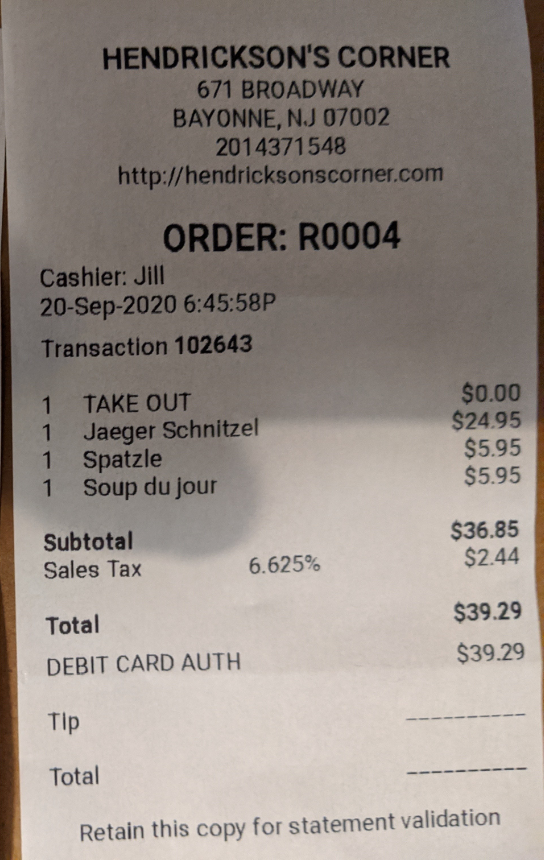 HENDRICKSON'S CORNER
671 BROADWAY
BAYONNE, NJ 07002
2014371548
http://hendricksonscorner.com
ORDER: R0004
Cashier: Jill
20-Sep-2020 6:45:58P
Transaction 102643
1 TAKE OUT $0.00
1 Jaeger Schnitzel $24.95
1 Spatzle $5.95
1 Soup du jour $5.95
Subtotal $36.85
Sales Tax 6.625% $2.44
Total $39.29
DEBIT CARD AUTH $39.29
Tip __________
Total __________
Retain this copy for statement validation